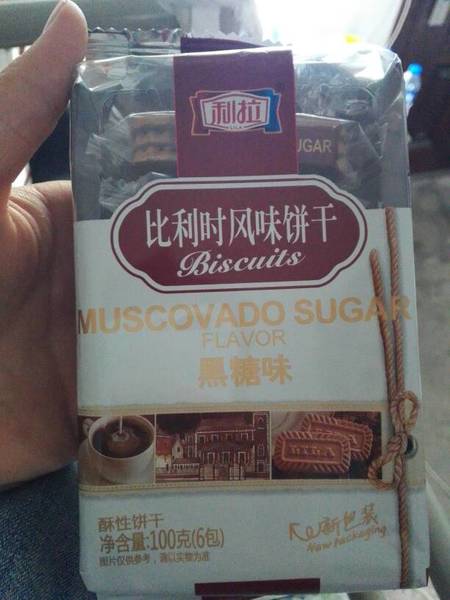 利拉
LILA
SUGAR
比利时风味饼干
Biscuits
MUSCOVADO SUGAR
FLAVOR
黑糖味
酥性饼干
净含量:100克(6包)
图片仅供参考，请以实物为准
新包装
New packaging